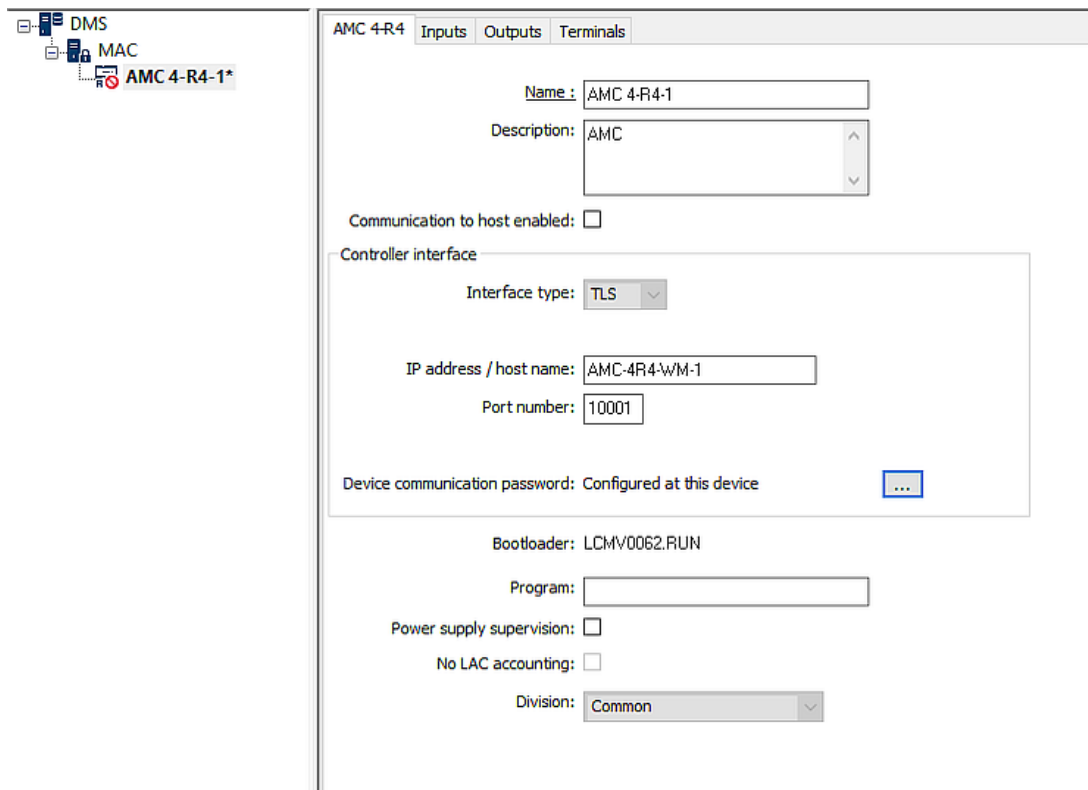 DMS
MAC
AMC 4-R4-1*
AMC 4-R4 Inputs Outputs Terminals
Name : AMC 4-R4-1
Description: AMC
Communication to host enabled:
Controller interface
Interface type: TLS
IP address / host name: AMC-4R4-WM-1
Port number: 10001
Device communication password: Configured at this device ...
Bootloader: LCMV0062.RUN
Program:
Power supply supervision:
No LAC accounting:
Division: Common